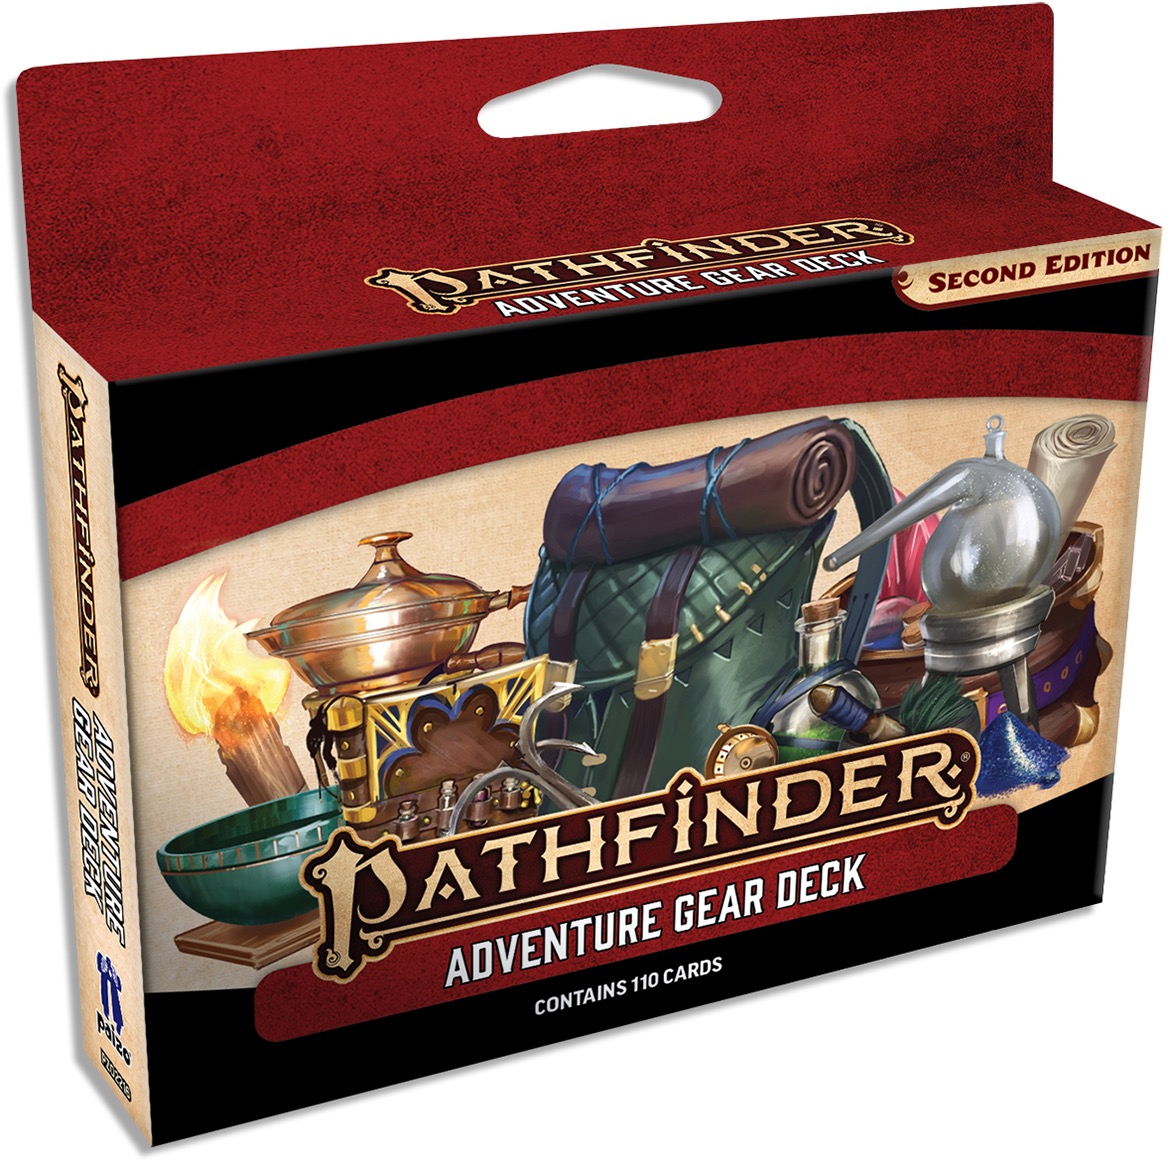 PATHFINDER
ADVENTURE GEAR DECK
SECOND EDITION
PATHFINDER®
ADVENTURE GEAR DECK
CONTAINS 110 CARDS
PATHFINDER
ADVENTURE
GEAR DECK
paizo